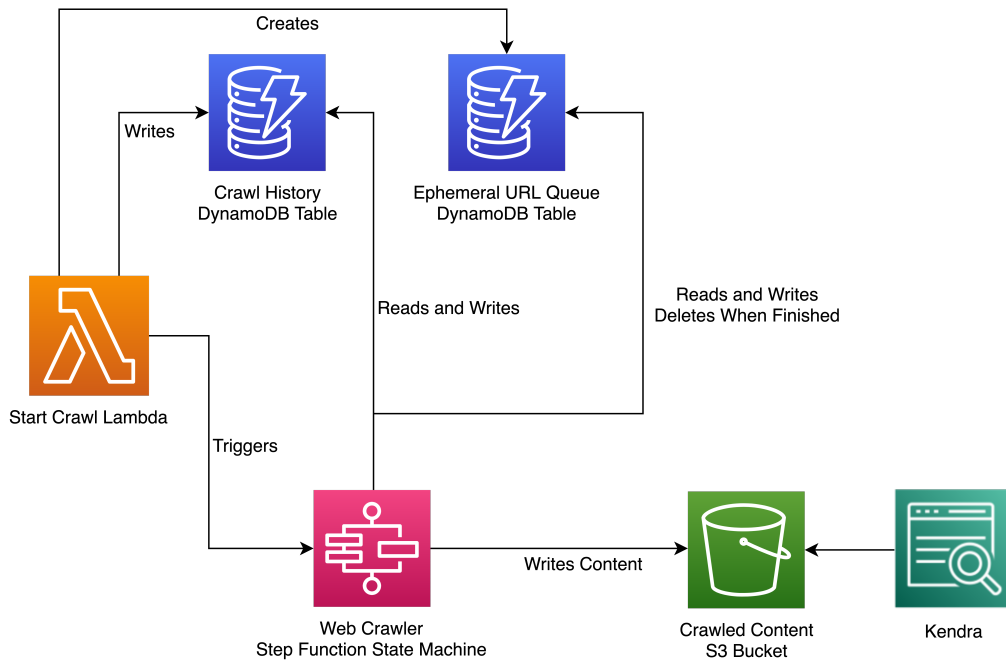 Creates
Writes
Crawl History
DynamoDB Table
Ephemeral URL Queue
DynamoDB Table
Reads and Writes
Reads and Writes
Deletes When Finished
Start Crawl Lambda
Triggers
Writes Content
Web Crawler
Step Function State Machine
Crawled Content
S3 Bucket
Kendra